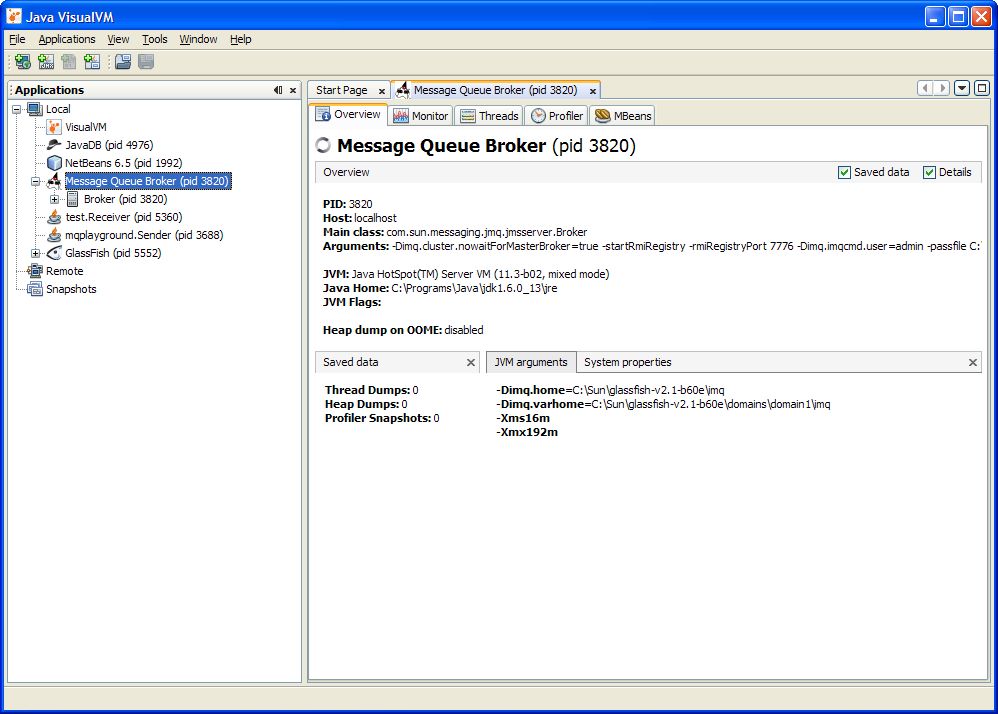 Java VisualVM
File Applications View Tools Window Help
Applications
Local
VisualVM
JavaDB (pid 4976)
NetBeans 6.5 (pid 1992)
Message Queue Broker (pid 3820)
Broker (pid 3820)
test.Receiver (pid 5360)
mqplayground.Sender (pid 3688)
GlassFish (pid 5552)
Remote
Snapshots
Start Page Message Queue Broker (pid 3820)
Overview Monitor Threads Profiler MBeans
Message Queue Broker (pid 3820)
Overview Saved data Details
PID: 3820
Host: localhost
Main class: com.sun.messaging.jmq.jmsserver.Broker
Arguments: -Dimq.cluster.nowaitForMasterBroker=true -startRmiRegistry -rmiRegistryPort 7776 -Dimq.imqcmd.user=admin -passfile C:
JVM: Java HotSpot(TM) Server VM (11.3-b02, mixed mode)
Java Home: C:\Programs\Java\jdk1.6.0_13\jre
JVM Flags:
Heap dump on OOME: disabled
Saved data
Thread Dumps: 0
Heap Dumps: 0
Profiler Snapshots: 0
JVM arguments System properties
-Dimq.home=C:\Sun\glassfish-v2.1-b60e\imq
-Dimq.varhome=C:\Sun\glassfish-v2.1-b60e\domains\domain1\imq
-Xms16m
-Xmx192m